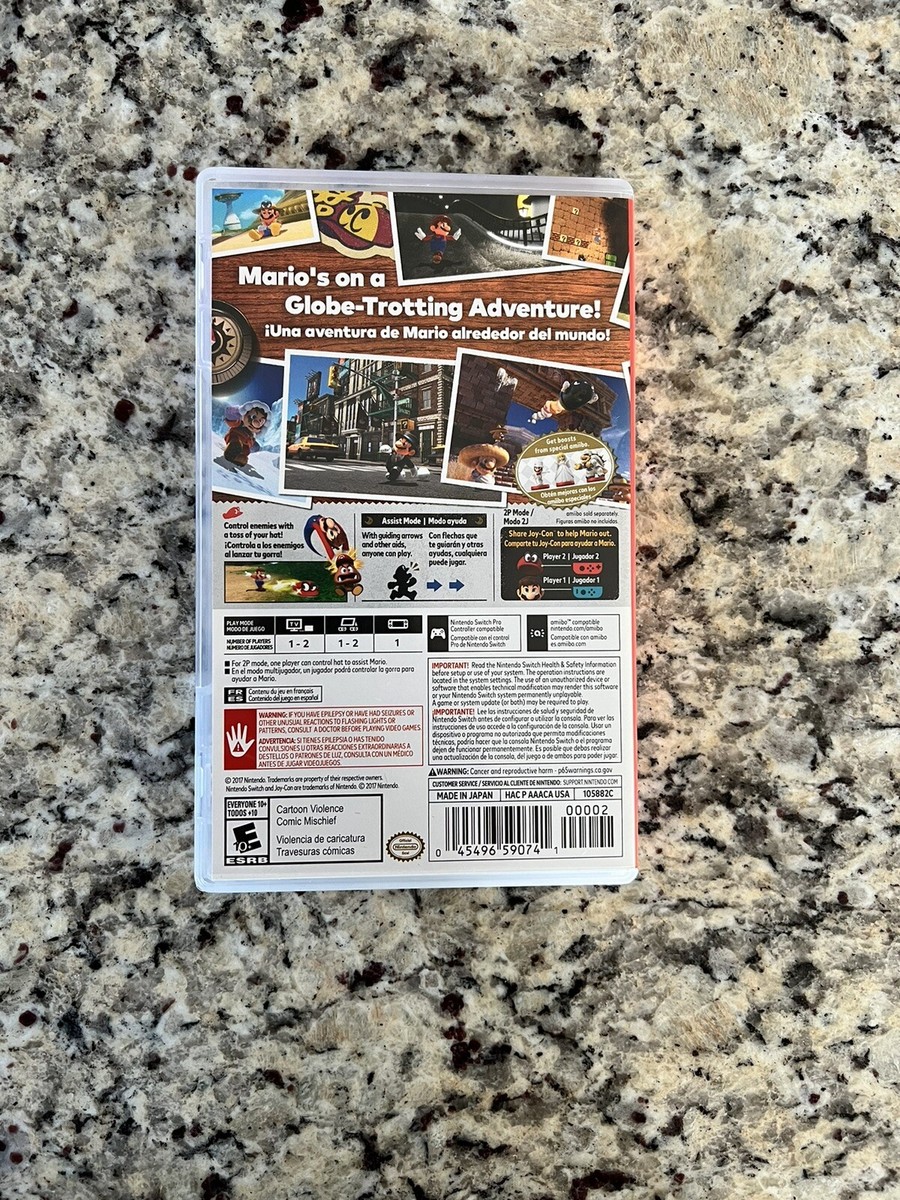 Mario's on a
Globe-Trotting Adventure!
¡Una aventura de Mario alrededor del mundo!
Get boosts
from special amiibo.
Obtén mejoras con los
amiibo especiales.
amiibo sold separately.
Figuras amiibo no incluidas
Control enemies with
a toss of your hat!
¡Controla a los enemigos
al lanzar tu gorra!
Assist Mode | Modo ayuda
With guiding arrows
and other aids,
anyone can play.
Con flechas que
te guiarán y otras
ayudas, cualquiera
puede jugar.
2P Mode /
Modo 2J
Share Joy-Con™ to help Mario out.
Comparte tu Joy-Con para ayudar a Mario.
Player 2 | Jugador 2
Player 1 | Jugador 1
PLAY MODE
MODO DE JUEGO
TV
NUMBER OF PLAYERS
NÚMERO DE JUGADORES
1 - 2
1 - 2
1
Nintendo Switch Pro
Controller compatible
Compatible con el control
Pro de Nintendo Switch
amiibo™ compatible
nintendo.com/amiibo
Compatible con amiibo
es.amiibo.com
■ For 2P mode, one player can control hat to assist Mario.
■ En el modo multijugador, un jugador podrá controlar la gorra para
ayudar a Mario.
FR Contenu du jeu en français
ES Contenido del juego en español
WARNING: IF YOU HAVE EPILEPSY OR HAVE HAD SEIZURES OR
OTHER UNUSUAL REACTIONS TO FLASHING LIGHTS OR
PATTERNS, CONSULT A DOCTOR BEFORE PLAYING VIDEO GAMES.
ADVERTENCIA: SI TIENES EPILEPSIA O HAS TENIDO
CONVULSIONES U OTRAS REACCIONES EXTRAORDINARIAS A
DESTELLOS O PATRONES DE LUZ, CONSULTA CON UN MÉDICO
ANTES DE JUGAR VIDEOJUEGOS.
IMPORTANT! Read the Nintendo Switch Health & Safety Information
before setup or use of your system. The operation instructions are
located in the system settings. The use of an unauthorized device or
software that enables technical modification may render this software
or your Nintendo Switch system permanently unplayable.
A game or system update (or both) may be required to play.
¡IMPORTANTE! Lee las instrucciones de salud y seguridad de
Nintendo Switch antes de configurar o utilizar la consola. Para ver las
instrucciones de uso accede a la configuración de la consola. Usar un
dispositivo o programa no autorizado que permita modificaciones
técnicas, podría hacer que la consola Nintendo Switch o el programa
dejen de funcionar permanentemente. Es posible que debas realizar
una actualización de la consola, del juego o de ambos para poder jugar.
WARNING: Cancer and reproductive harm - p65warnings.ca.gov
CUSTOMER SERVICE / SERVICIO AL CLIENTE DE NINTENDO: SUPPORT.NINTENDO.COM
MADE IN JAPAN
HAC P AAACA USA
105882C
© 2017 Nintendo. Trademarks are property of their respective owners.
Nintendo Switch and Joy-Con are trademarks of Nintendo. © 2017 Nintendo.
EVERYONE 10+
TODOS +10
E
10+
ESRB
Cartoon Violence
Comic Mischief
Violencia de caricatura
Travesuras cómicas
Official
Nintendo
Seal
00002
0 45496 59074 1